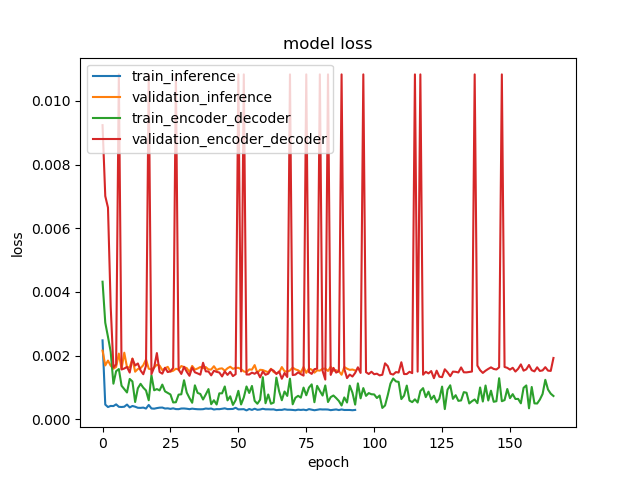 model loss
train_inference
validation_inference
train_encoder_decoder
validation_encoder_decoder
loss
0.010
0.008
0.006
0.004
0.002
0.000
0 25 50 75 100 125 150
epoch